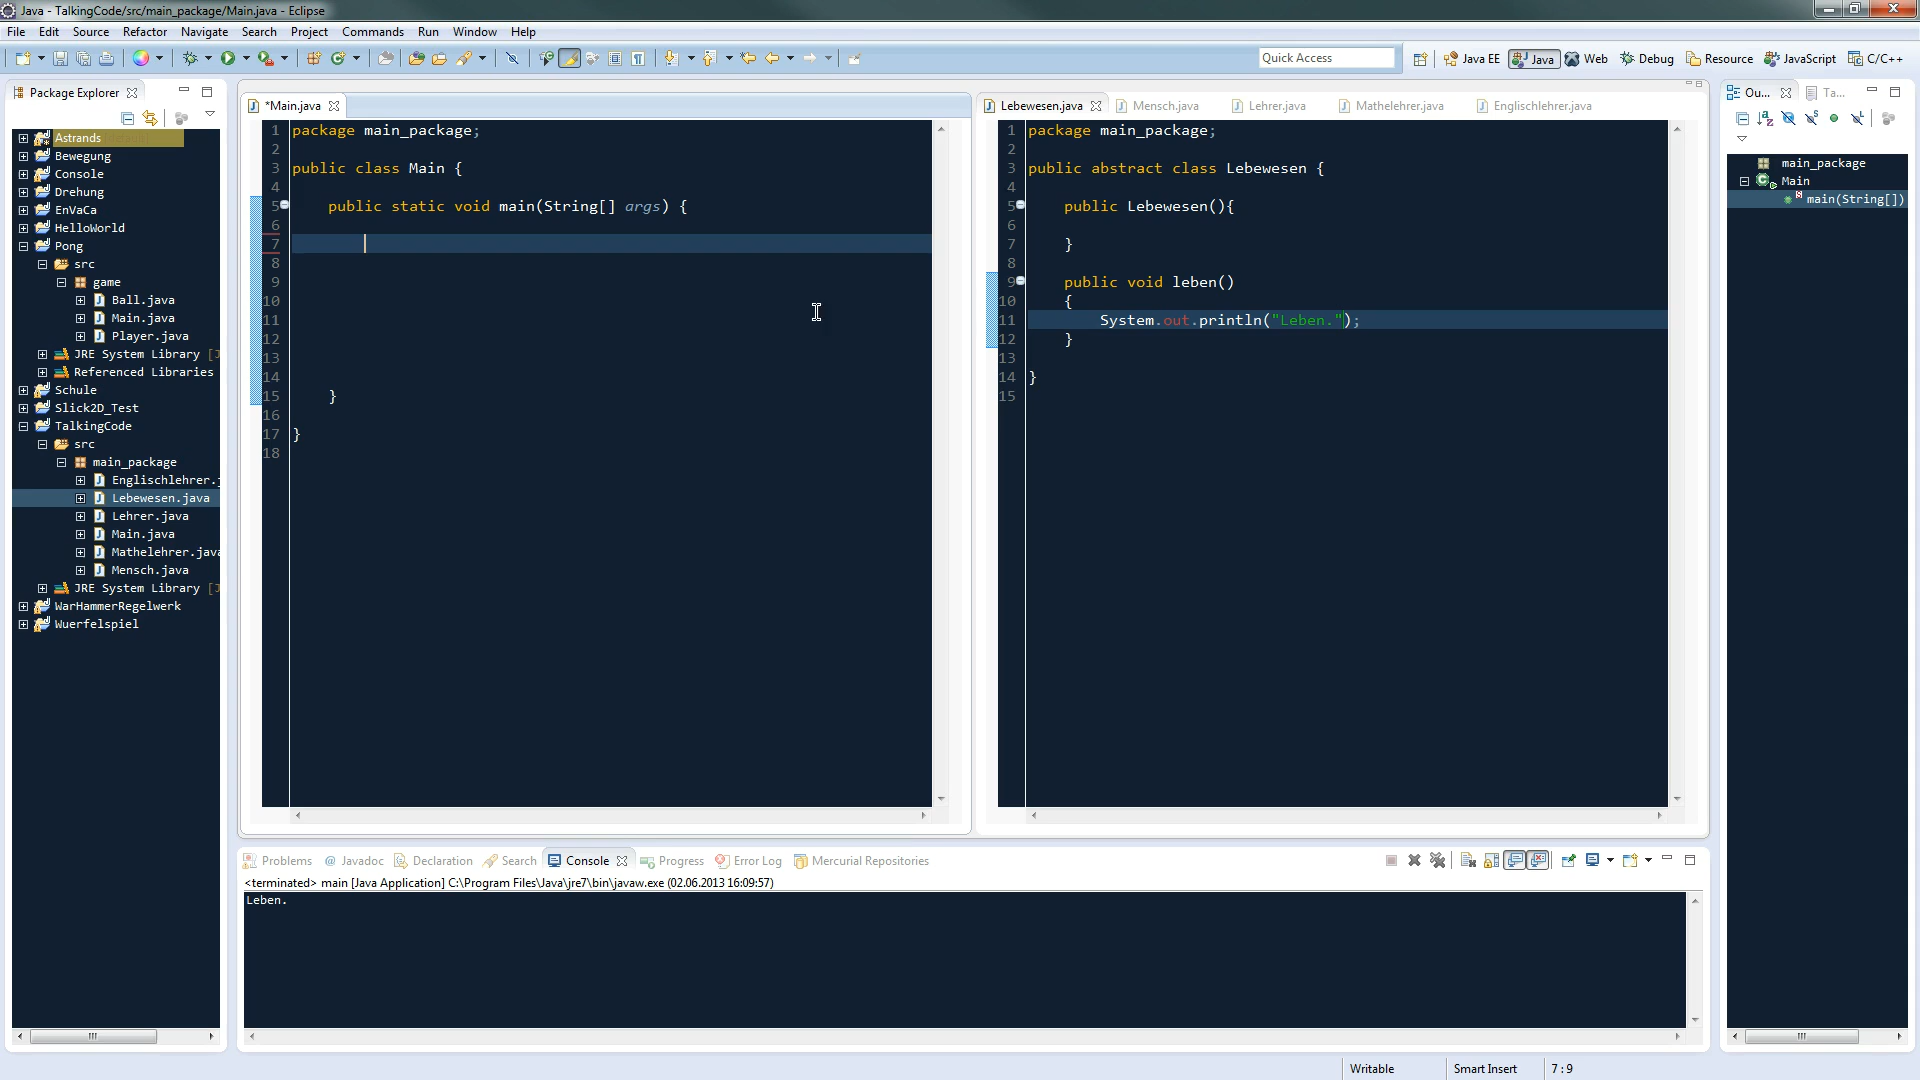 Java - TalkingCode/src/main_package/Main.java - Eclipse
File Edit Source Refactor Navigate Search Project Commands Run Window Help
Quick Access
Java EE Java Web Debug Resource JavaScript C/C++
Package Explorer
Astrands
Bewegung
Console
Drehung
EnVaCa
HelloWorld
Pong
src
game
Ball.java
Main.java
Player.java
JRE System Library [J
Referenced Libraries
Schule
Slick2D_Test
TalkingCode
src
main_package
Englischlehrer.j
Lebewesen.java
Lehrer.java
Main.java
Mathelehrer.java
Mensch.java
JRE System Library [J
WarHammerRegelwerk
Wuerfelspiel
*Main.java
1 package main_package;
2
3 public class Main {
4
5 public static void main(String[] args) {
6
7
8
9
10
11
12
13
14
15 }
16
17 }
18
Lebewesen.java Mensch.java Lehrer.java Mathelehrer.java Englischlehrer.java
1 package main_package;
2
3 public abstract class Lebewesen {
4
5 public Lebewesen(){
6
7 }
8
9 public void leben()
10 {
11 System.out.println("Leben.");
12 }
13
14 }
15
Ou... Ta...
main_package
Main
main(String[])
Problems @ Javadoc Declaration Search Console Progress Error Log Mercurial Repositories
<terminated> main [Java Application] C:\Program Files\Java\jre7\bin\javaw.exe (02.06.2013 16:09:57)
Leben.
Writable Smart Insert 7 : 9